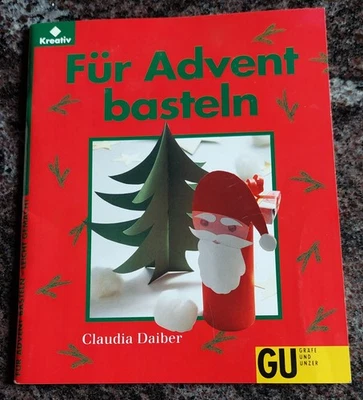 Kreativ
Für Advent
basteln
Claudia Daiber
GU GRÄFE
UND
UNZER